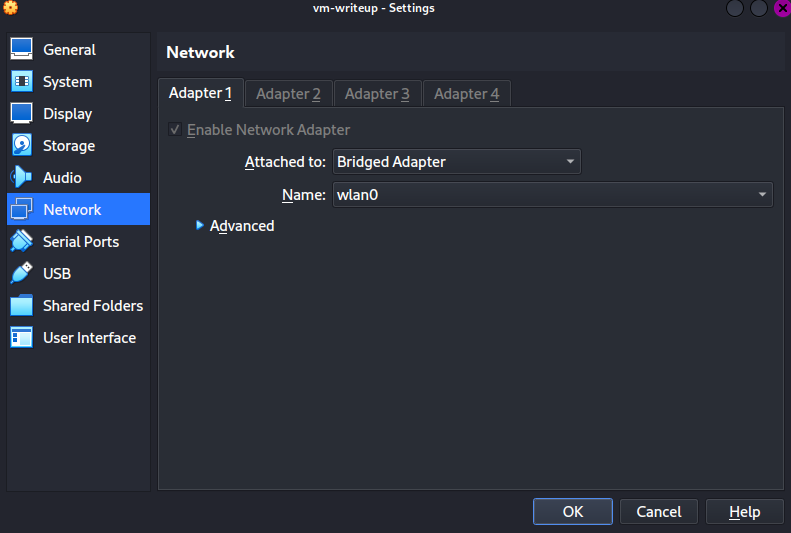 vm-writeup - Settings
General
System
Display
Storage
Audio
Network
Serial Ports
USB
Shared Folders
User Interface
Network
Adapter 1 Adapter 2 Adapter 3 Adapter 4
Enable Network Adapter
Attached to: Bridged Adapter
Name: wlan0
Advanced
OK Cancel Help